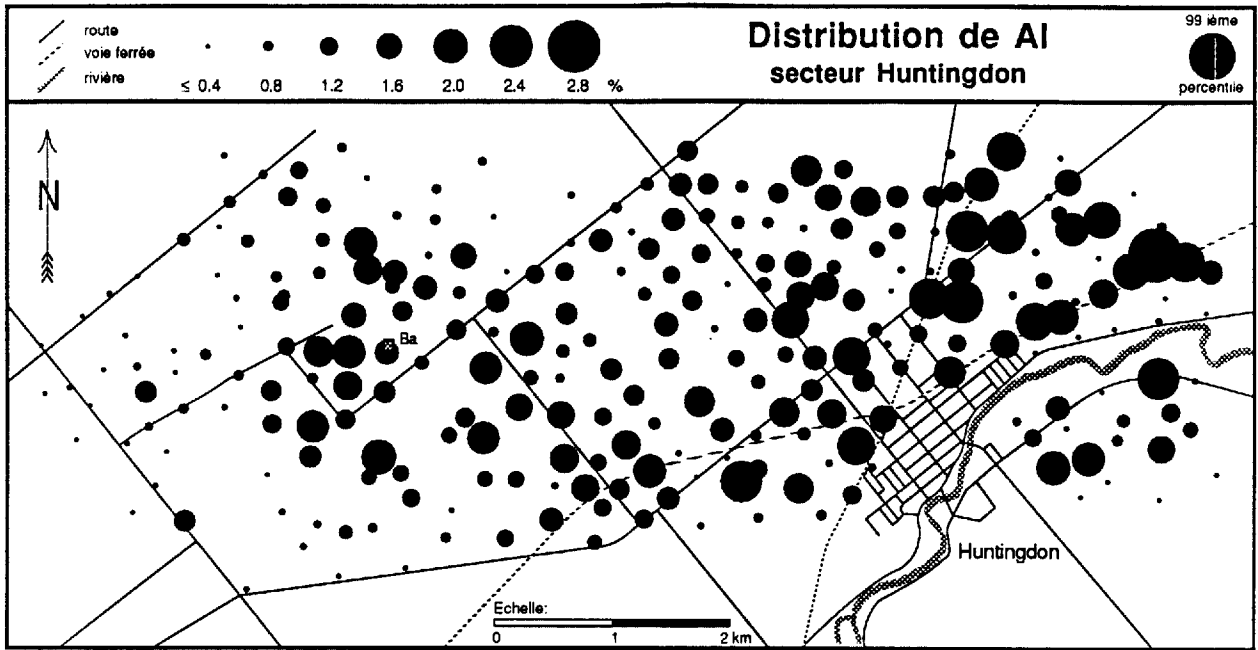 route
voie ferrée
rivière
≤ 0.4 0.8 1.2 1.6 2.0 2.4 2.8 %
Distribution de Al
secteur Huntingdon
99 ième
percentile
N
Ba
Huntingdon
Echelle:
0 1 2 km